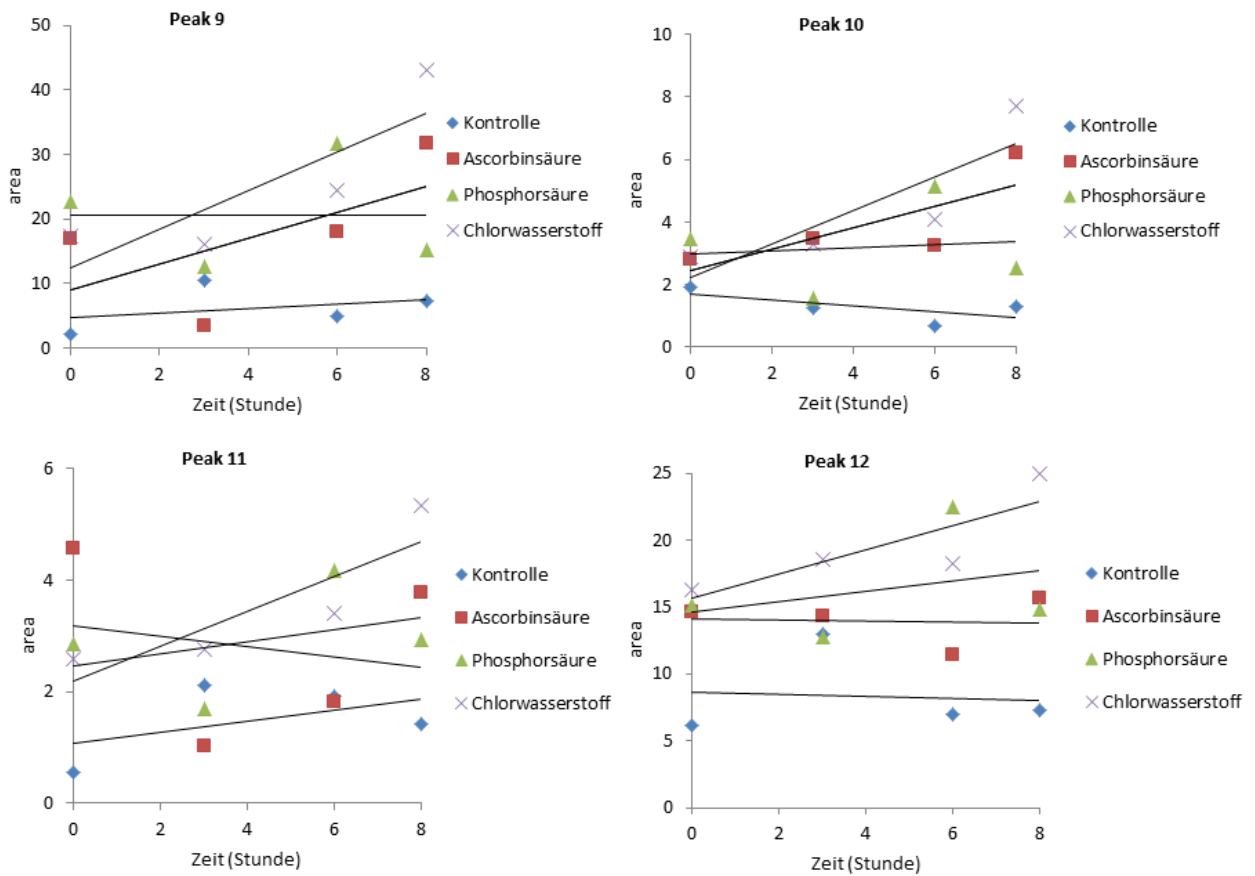 Peak 9
50
40
30
20
10
0
area
0 2 4 6 8
Zeit (Stunde)
Kontrolle
Ascorbinsäure
Phosphorsäure
Chlorwasserstoff
Peak 10
10
8
6
4
2
0
area
0 2 4 6 8
Zeit (Stunde)
Kontrolle
Ascorbinsäure
Phosphorsäure
Chlorwasserstoff
Peak 11
6
4
2
0
area
0 2 4 6 8
Zeit (Stunde)
Kontrolle
Ascorbinsäure
Phosphorsäure
Chlorwasserstoff
Peak 12
25
20
15
10
5
0
area
0 2 4 6 8
Zeit (Stunde)
Kontrolle
Ascorbinsäure
Phosphorsäure
Chlorwasserstoff